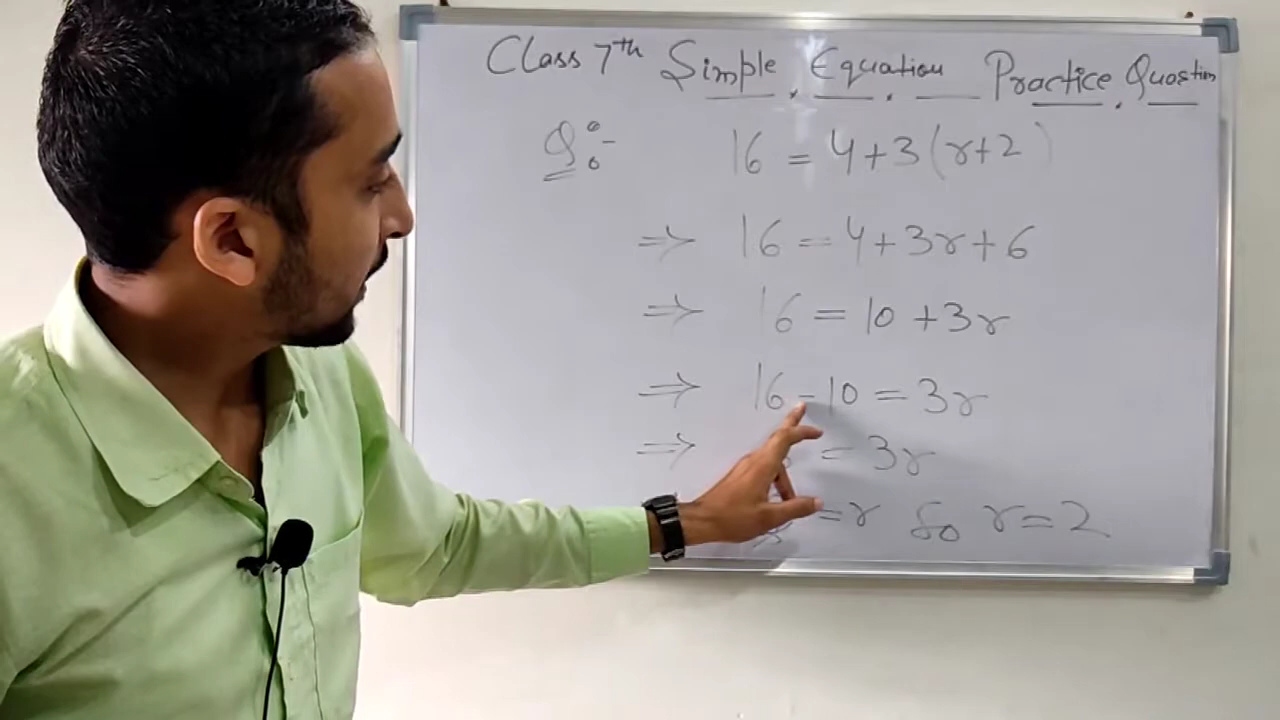 Class 7th Simple Equation Practice Question
Q:- 16 = 4+3(r+2)
⇒ 16 = 4+3r+6
⇒ 16 = 10+3r
⇒ 16-10 = 3r
⇒ = 3r
=r So r=2